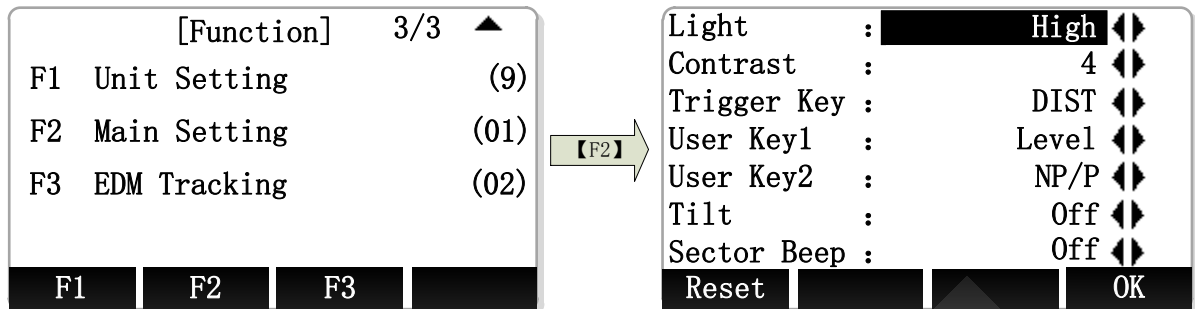 [Function] 3/3
F1 Unit Setting (9)
F2 Main Setting (01)
F3 EDM Tracking (02)
F1 F2 F3
【F2】
Light : High
Contrast : 4
Trigger Key : DIST
User Key1 : Level
User Key2 : NP/P
Tilt : Off
Sector Beep : Off
Reset OK